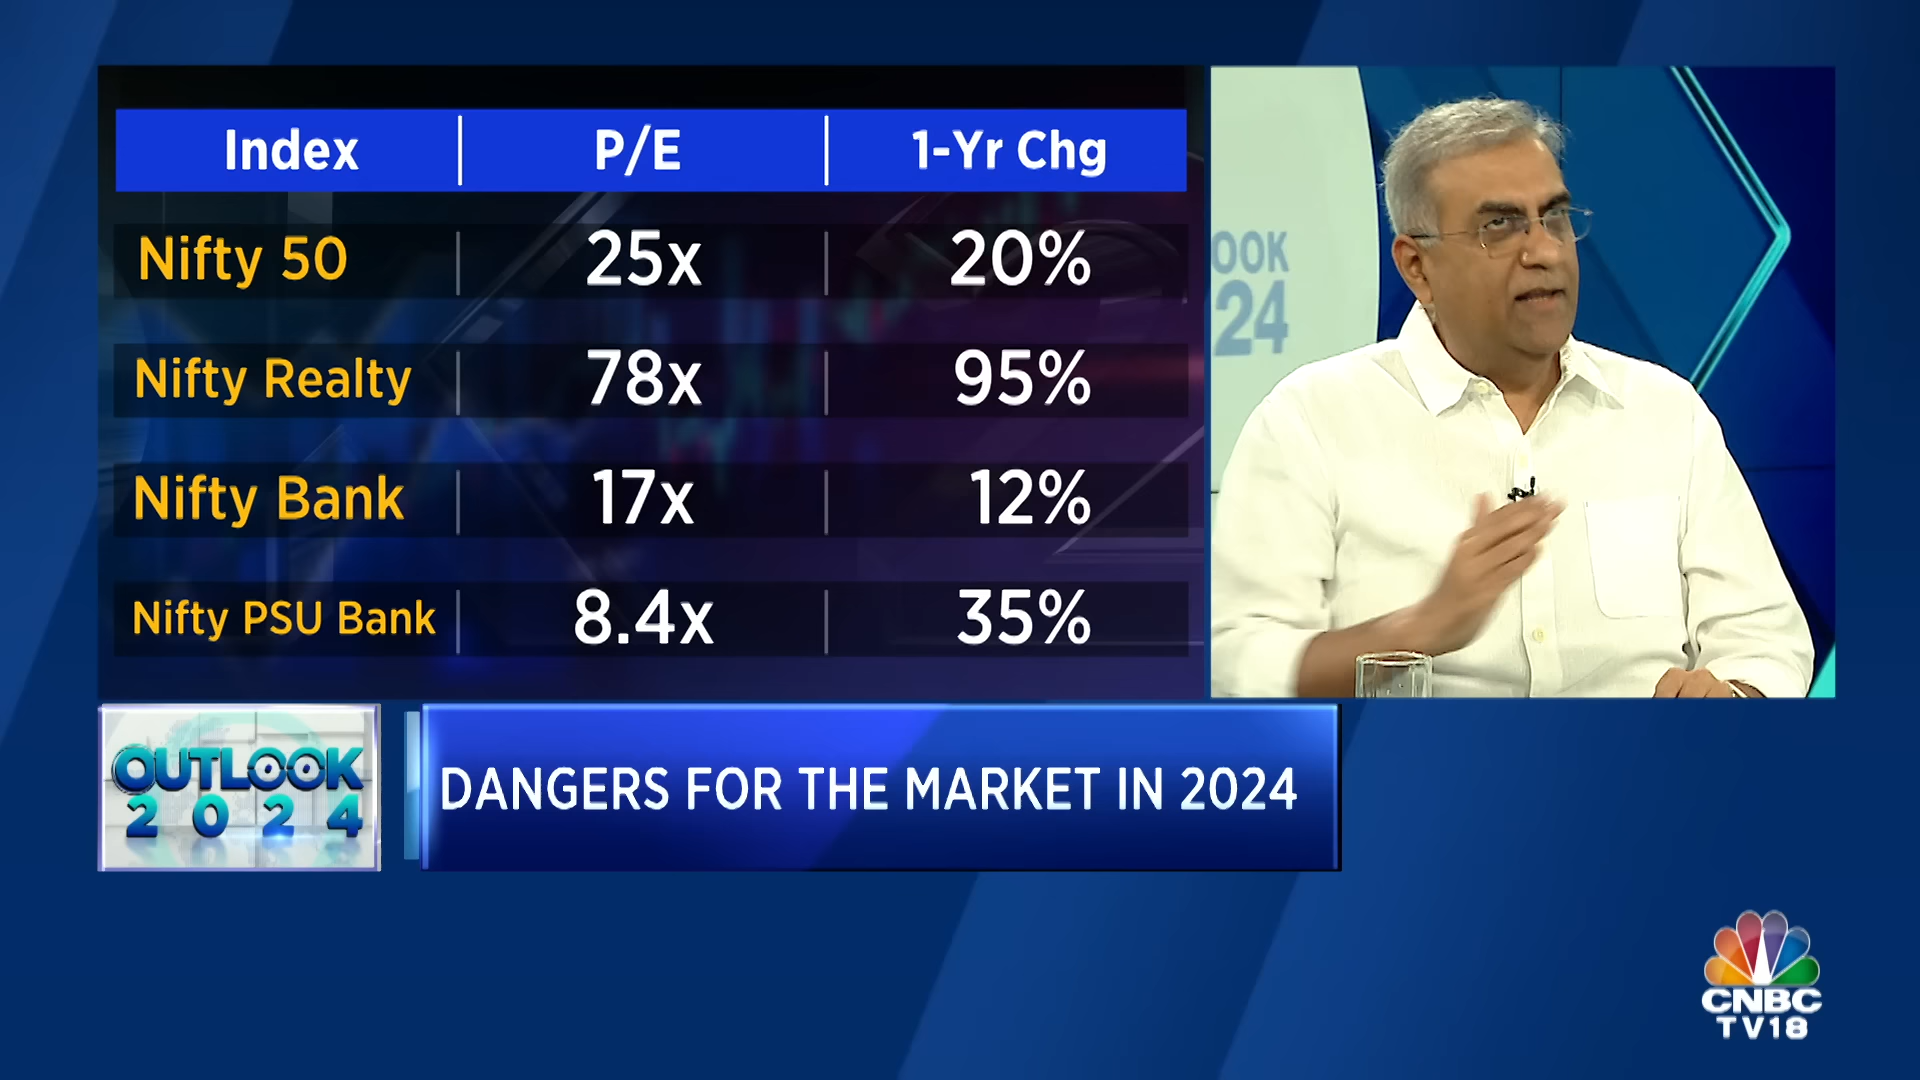 Index P/E 1-Yr Chg
Nifty 50 25x 20%
Nifty Realty 78x 95%
Nifty Bank 17x 12%
Nifty PSU Bank 8.4x 35%
OOK
24
OUTLOOK
2024
DANGERS FOR THE MARKET IN 2024
CNBC
TV18